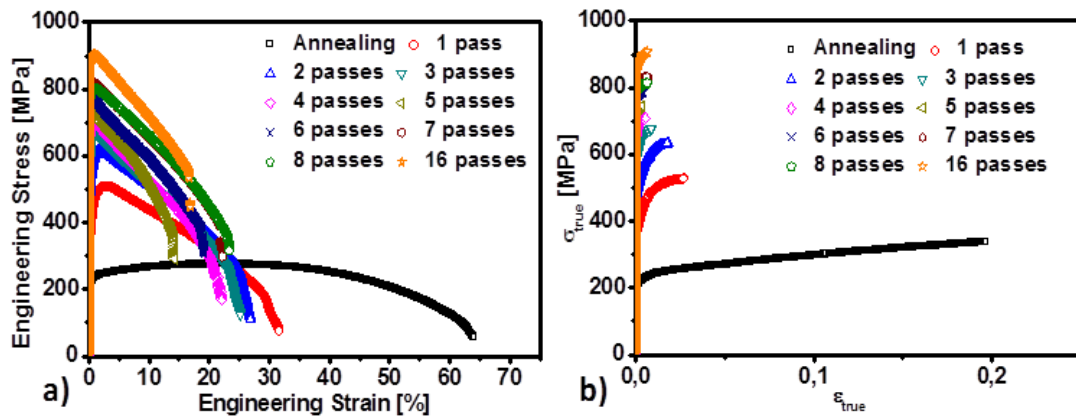 1000
800
600
400
200
0
Engineering Stress [MPa]
Annealing 1 pass
2 passes 3 passes
4 passes 5 passes
6 passes 7 passes
8 passes 16 passes
0 10 20 30 40 50 60 70
Engineering Strain [%]
a)
1000
800
600
400
200
0
σtrue [MPa]
Annealing 1 pass
2 passes 3 passes
4 passes 5 passes
6 passes 7 passes
8 passes 16 passes
0,0 0,1 0,2
εtrue
b)